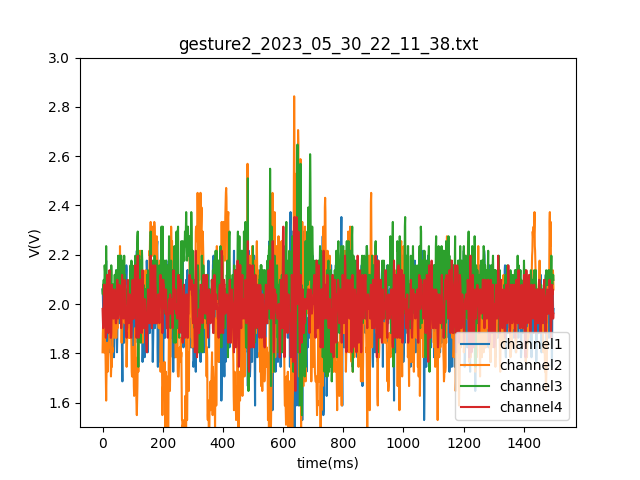 gesture2_2023_05_30_22_11_38.txt
3.0
2.8
2.6
2.4
2.2
2.0
1.8
1.6
V(V)
channel1
channel2
channel3
channel4
0 200 400 600 800 1000 1200 1400
time(ms)